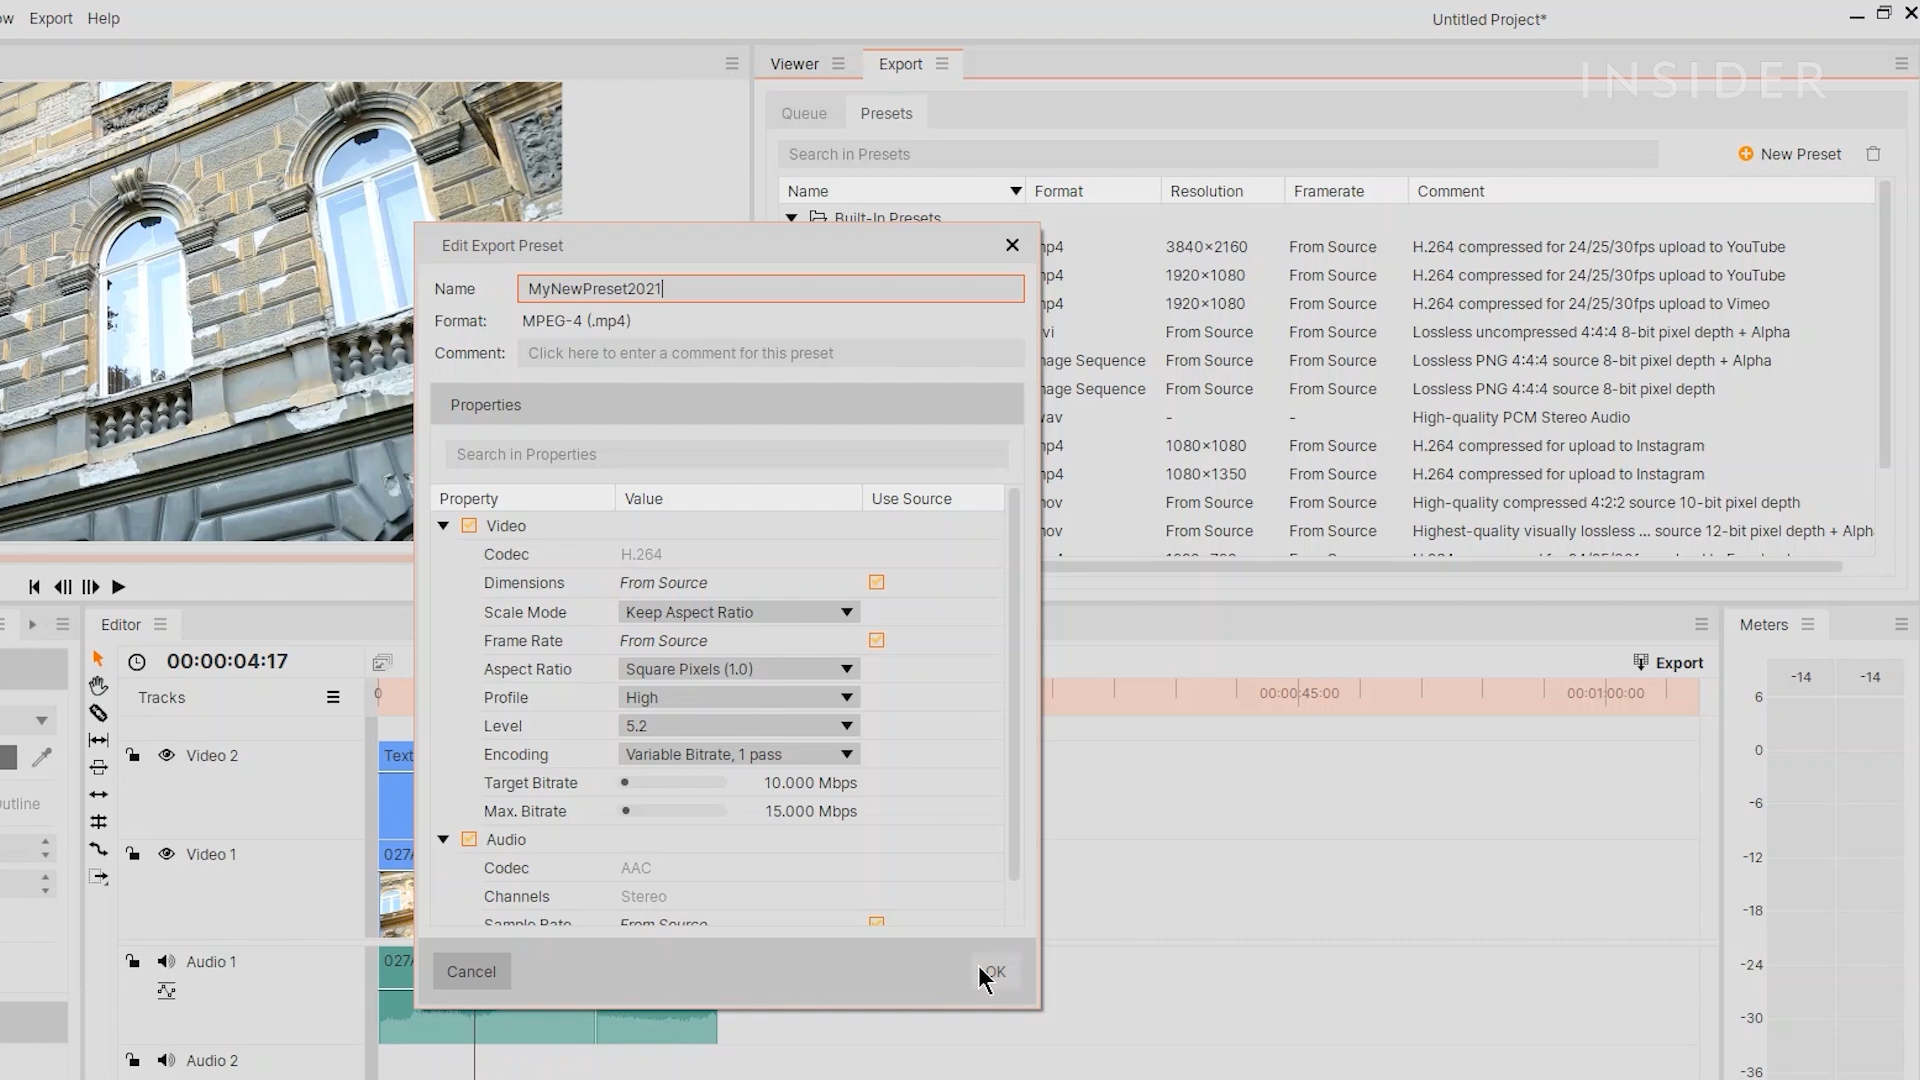 Export Help
Untitled Project*
INSIDER
Viewer Export
Queue Presets
Search in Presets
New Preset
Name Format Resolution Framerate Comment
Built-In Presets
3840×2160 From Source H.264 compressed for 24/25/30fps upload to YouTube
1920×1080 From Source H.264 compressed for 24/25/30fps upload to YouTube
1920×1080 From Source H.264 compressed for 24/25/30fps upload to Vimeo
From Source From Source Lossless uncompressed 4:4:4 8-bit pixel depth + Alpha
Sequence From Source From Source Lossless PNG 4:4:4 source 8-bit pixel depth + Alpha
Sequence From Source From Source Lossless PNG 4:4:4 source 8-bit pixel depth
- - High-quality PCM Stereo Audio
1080×1080 From Source H.264 compressed for upload to Instagram
1080×1350 From Source H.264 compressed for upload to Instagram
From Source From Source High-quality compressed 4:2:2 source 10-bit pixel depth
From Source From Source Highest-quality visually lossless ... source 12-bit pixel depth + Alph
Edit Export Preset
Name MyNewPreset2021
Format: MPEG-4 (.mp4)
Comment: Click here to enter a comment for this preset
Properties
Search in Properties
Property Value Use Source
Video
Codec H.264
Dimensions From Source
Scale Mode Keep Aspect Ratio
Frame Rate From Source
Aspect Ratio Square Pixels (1.0)
Profile High
Level 5.2
Encoding Variable Bitrate, 1 pass
Target Bitrate 10.000 Mbps
Max. Bitrate 15.000 Mbps
Audio
Codec AAC
Channels Stereo
Sample Rate From Source
Cancel OK
Editor
00:00:04:17
Tracks
0
Export
00:00:45:00 00:01:00:00
Video 2
Text
Video 1
027
Audio 1
027
Audio 2
Meters
-14 -14
6
0
-6
-12
-18
-24
-30
-36